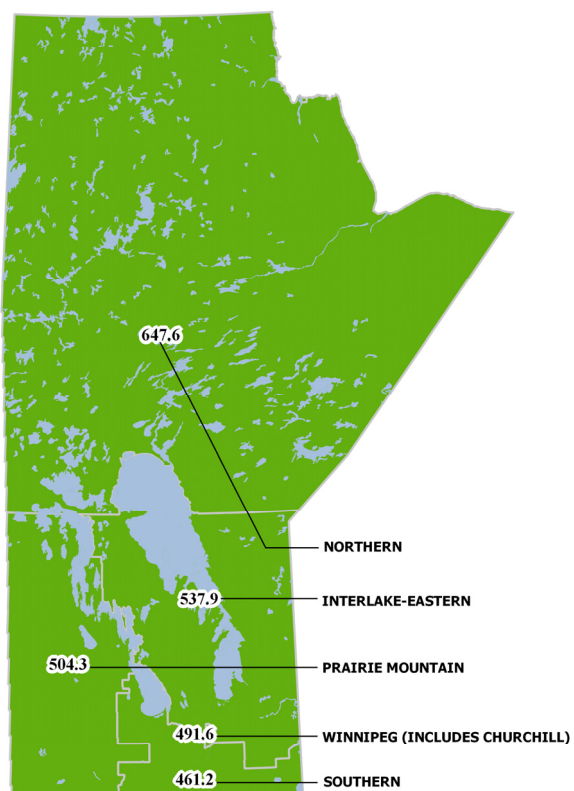 647.6
NORTHERN
537.9 INTERLAKE-EASTERN
504.3 PRAIRIE MOUNTAIN
491.6 WINNIPEG (INCLUDES CHURCHILL)
461.2 SOUTHERN